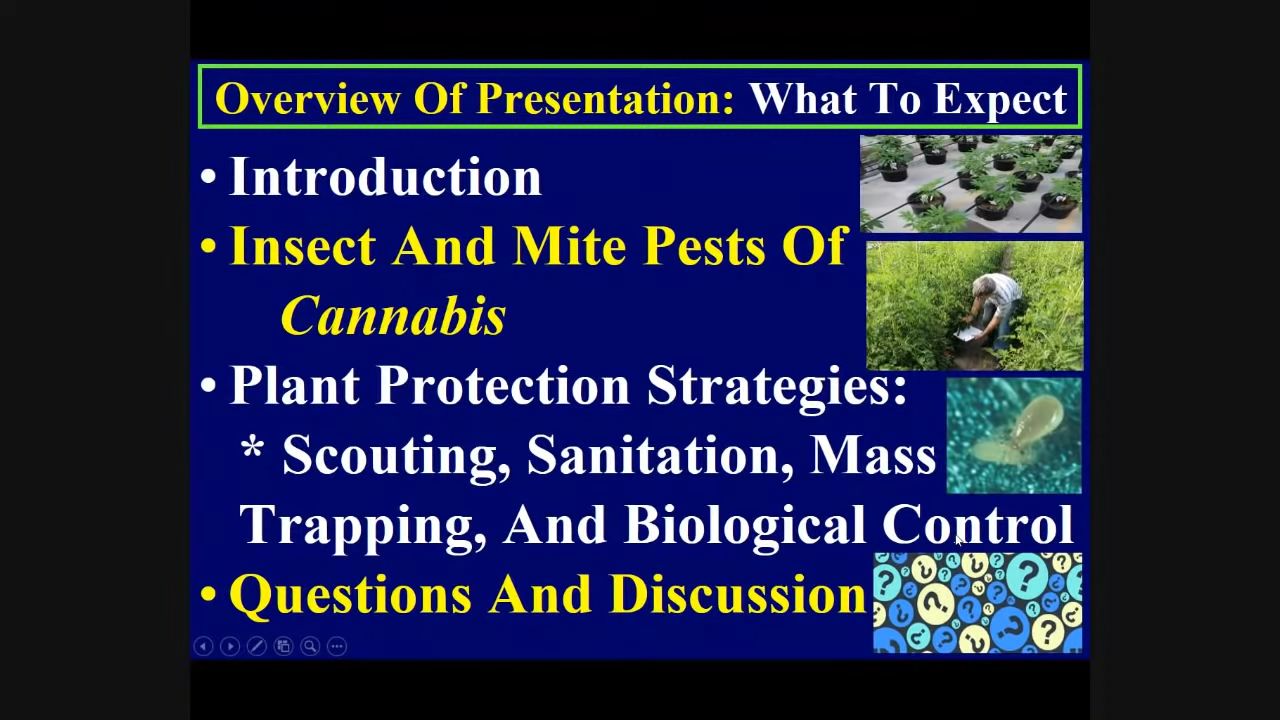 Overview Of Presentation: What To Expect
• Introduction
• Insect And Mite Pests Of
Cannabis
• Plant Protection Strategies:
* Scouting, Sanitation, Mass
Trapping, And Biological Control
• Questions And Discussion